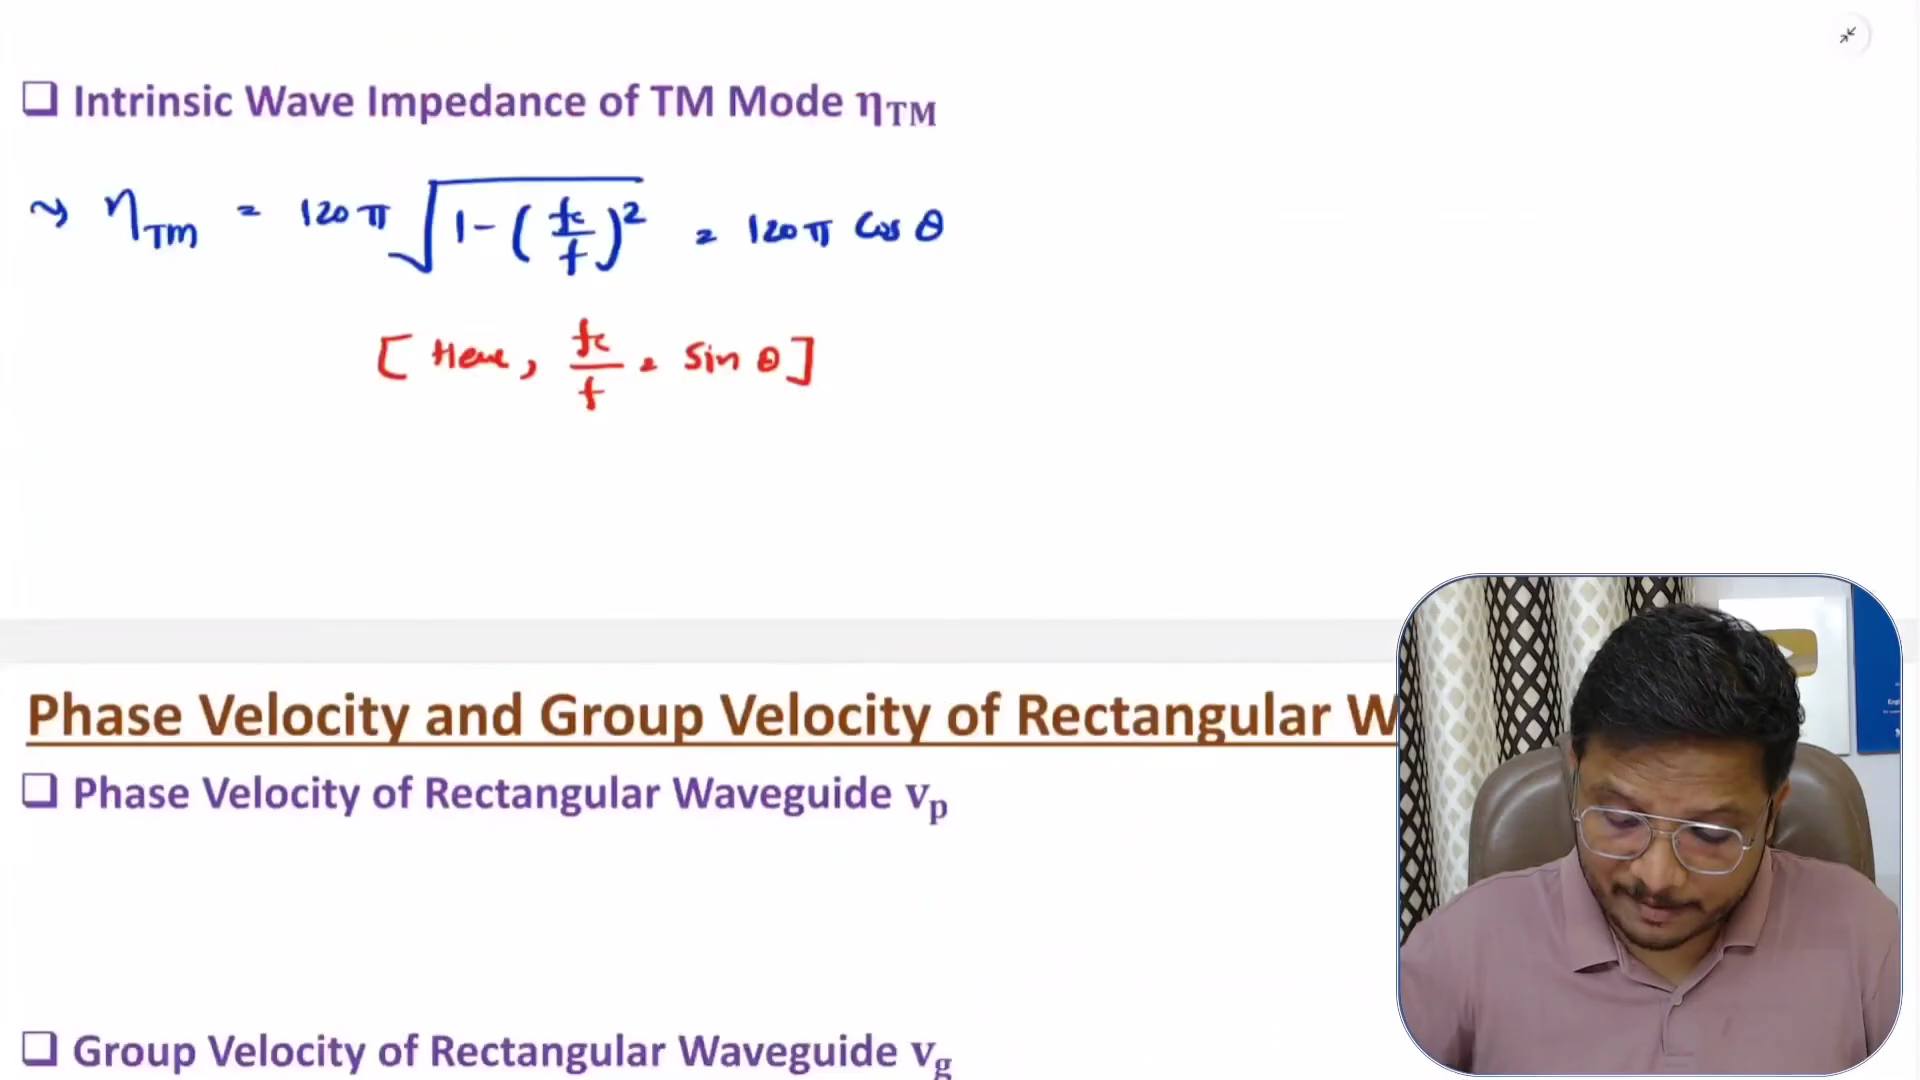 ❑ Intrinsic Wave Impedance of TM Mode η_TM
⤳ η_TM = 120π √(1 - (fc/f)²) = 120π Cos θ
[ Here, fc/f = Sin θ ]
Phase Velocity and Group Velocity of Rectangular W
❑ Phase Velocity of Rectangular Waveguide v_p
❑ Group Velocity of Rectangular Waveguide v_g